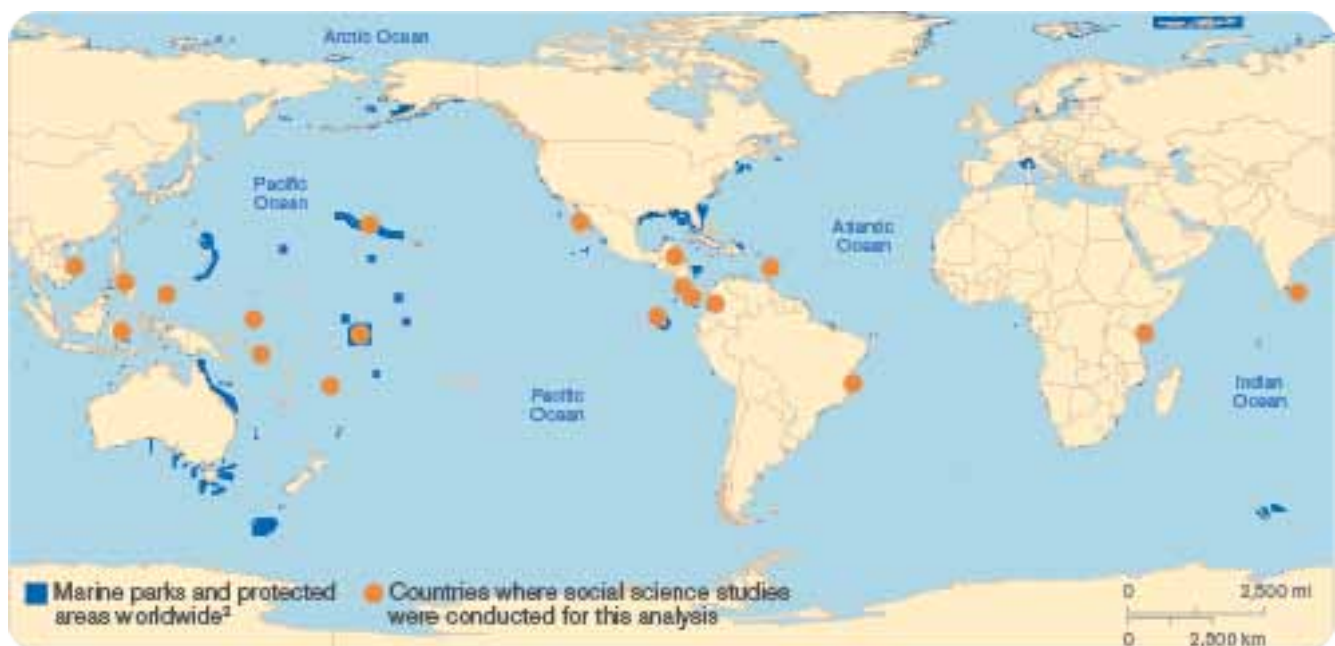 Arctic Ocean
Pacific
Ocean
Atlantic
Ocean
Pacific
Ocean
Indian
Ocean
Marine parks and protected
areas worldwide²
Countries where social science studies
were conducted for this analysis
0 2,500 mi
0 2,500 km